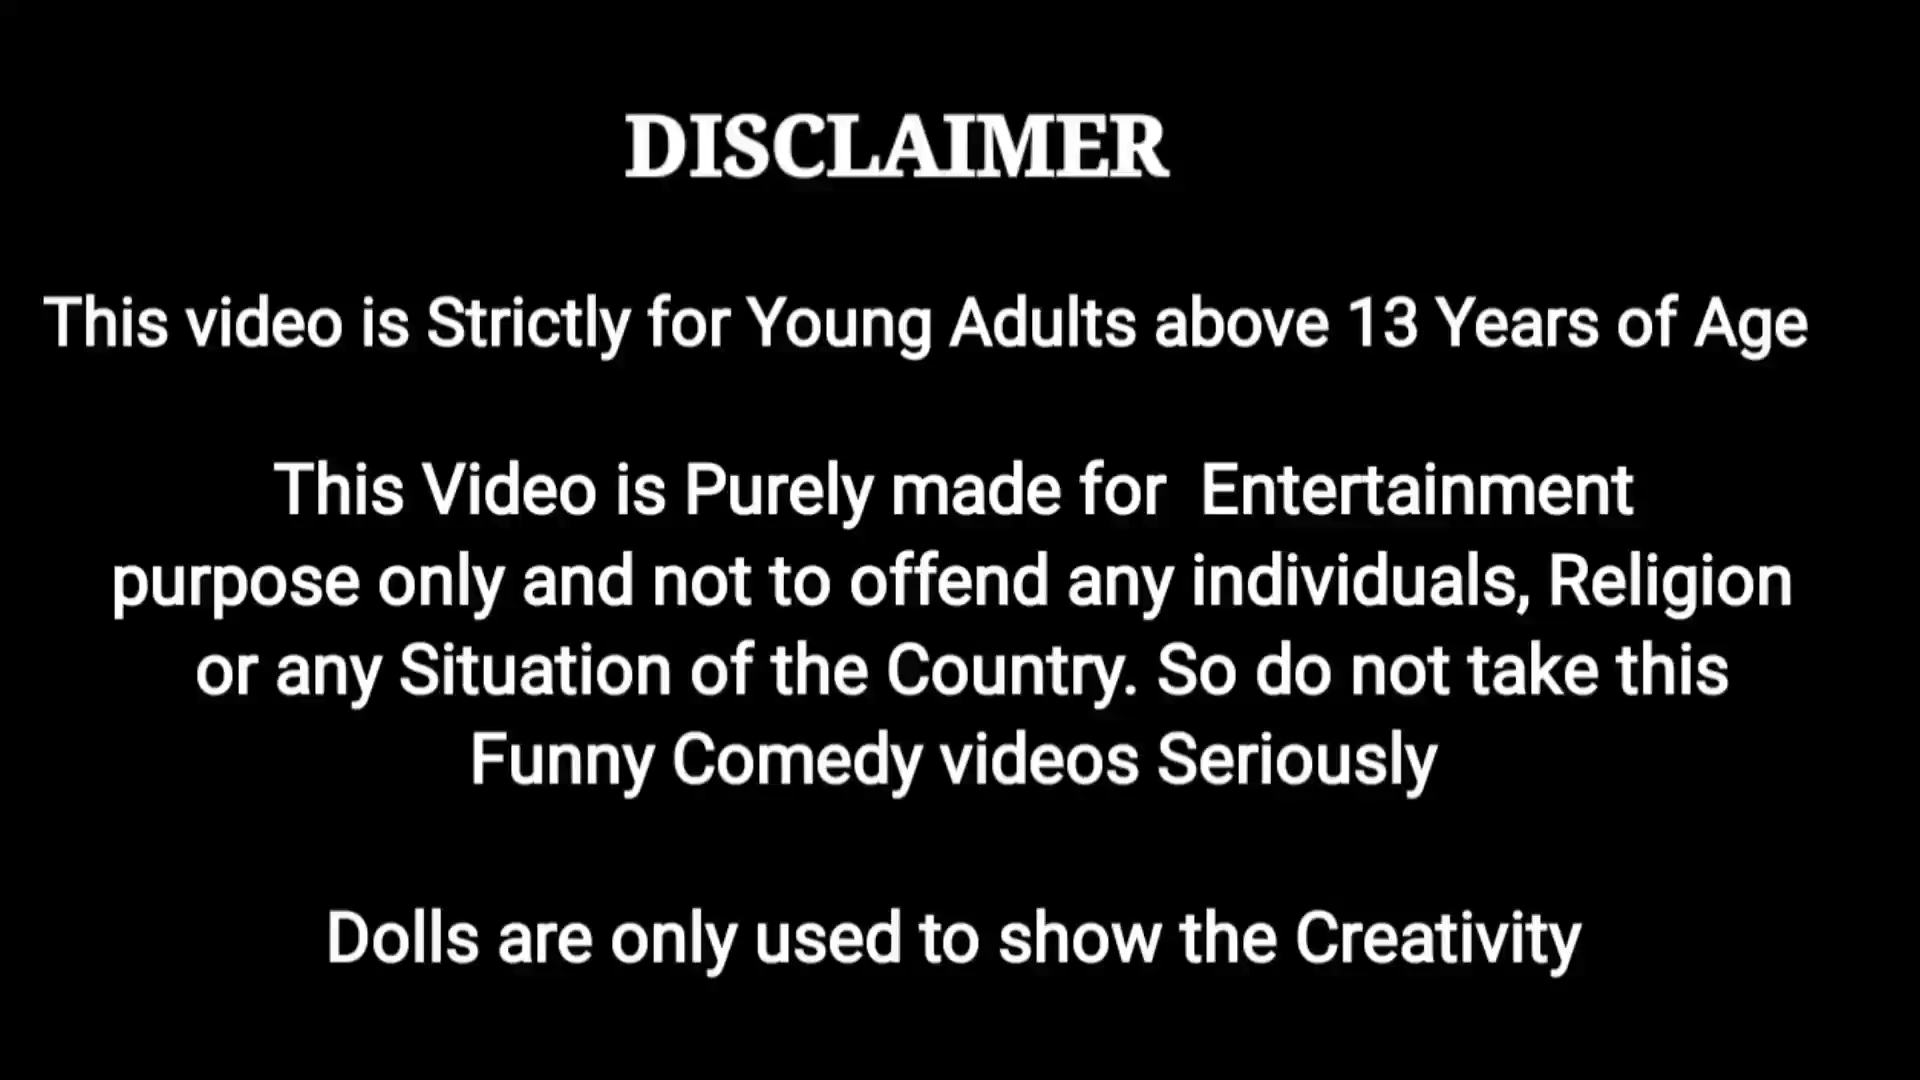 DISCLAIMER
This video is Strictly for Young Adults above 13 Years of Age
This Video is Purely made for  Entertainment
purpose only and not to offend any individuals, Religion
or any Situation of the Country. So do not take this
Funny Comedy videos Seriously
Dolls are only used to show the Creativity